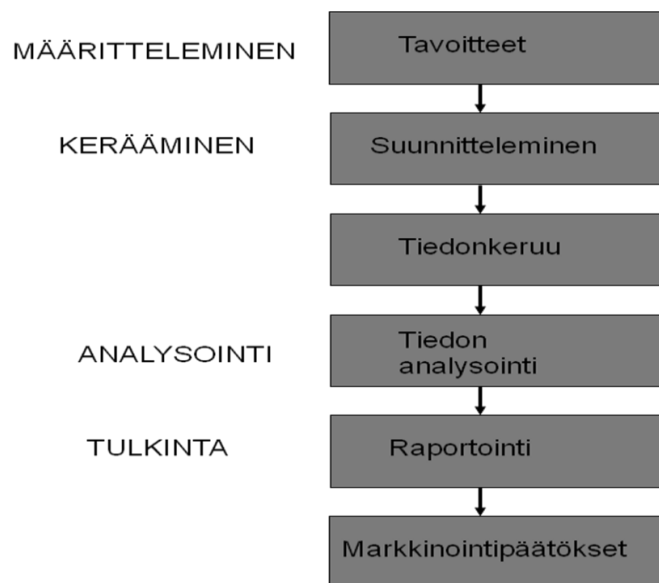 MÄÄRITTELEMINEN
Tavoitteet
KERÄÄMINEN
Suunnitteleminen
Tiedonkeruu
ANALYSOINTI
Tiedon
analysointi
TULKINTA
Raportointi
Markkinointipäätökset